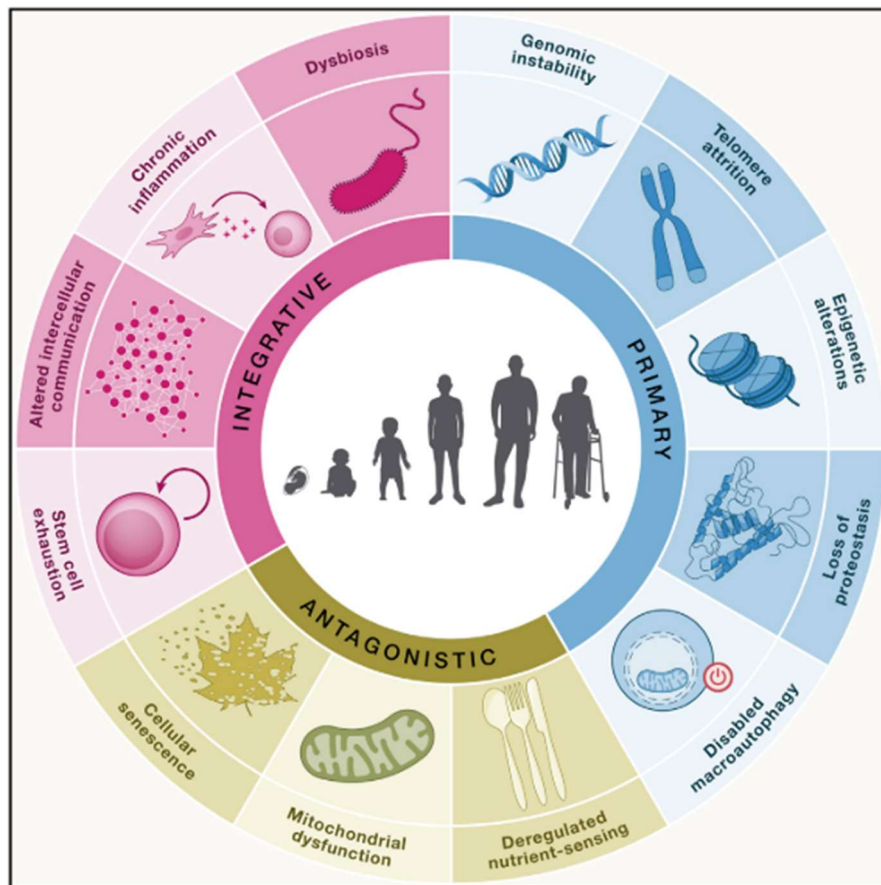 Genomic
instability
Telomere
attrition
Epigenetic
alterations
Loss of
proteostasis
Disabled
macroautophagy
Deregulated
nutrient-sensing
Mitochondrial
dysfunction
Cellular
senescence
Stem cell
exhaustion
Altered intercellular
communication
Chronic
inflammation
Dysbiosis
PRIMARY
ANTAGONISTIC
INTEGRATIVE